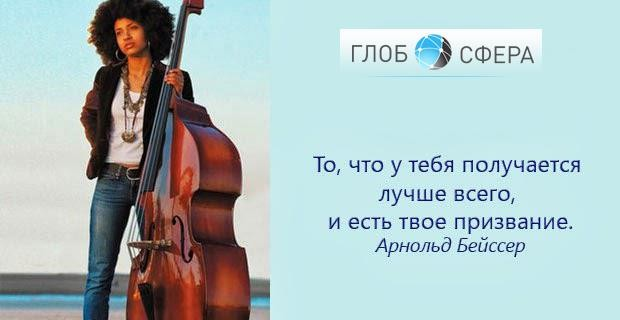 ГЛОБ СФЕРА
То, что у тебя получается
лучше всего,
и есть твое призвание.
Арнольд Бейссер